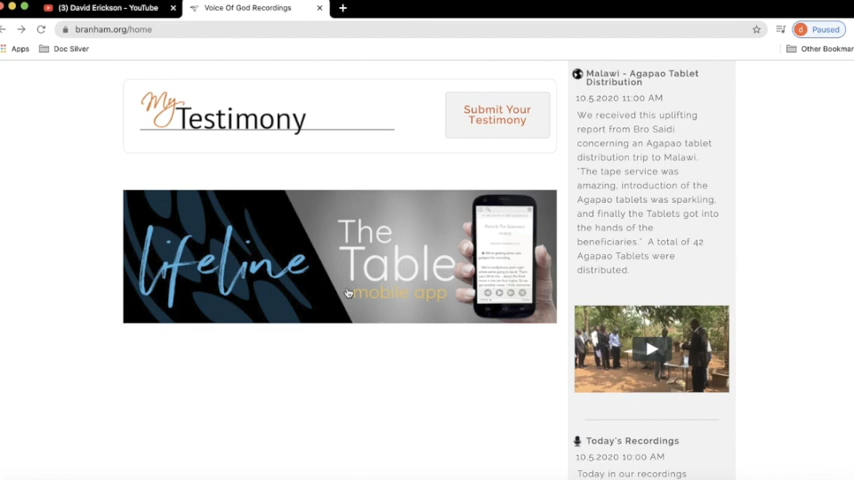 (3) David Erickson - YouTube
Voice Of God Recordings
branham.org/home
Paused
Apps
Doc Silver
Other Bookmar
My
Testimony
Submit Your
Testimony
lifeline
The
Table
mobile app
Malawi - Agapao Tablet
Distribution
10.5.2020 11:00 AM
We received this uplifting
report from Bro Saidi
concerning an Agapao tablet
distribution trip to Malawi.
"The tape service was
amazing, introduction of the
Agapao tablets was sparkling,
and finally the Tablets got into
the hands of the
beneficiaries." A total of 42
Agapao Tablets were
distributed.
Today's Recordings
10.5.2020 10:00 AM
Today in our recordings